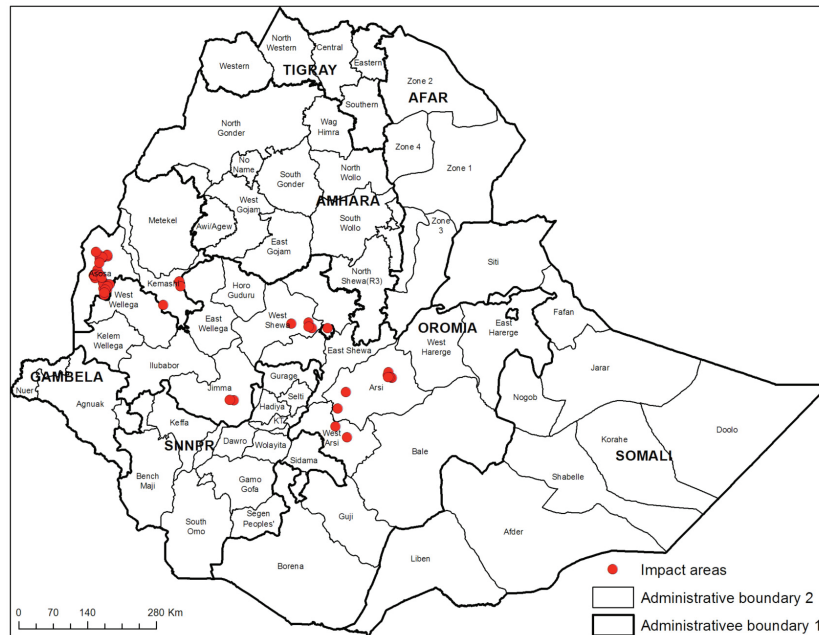 North
Western
Central
Eastern
Western
TIGRAY
Zone 2
AFAR
Southern
North
Gonder
Wag
Himra
Zone 4
Zone 1
No
Name
North
Wollo
South
Gonder
West
Gojam
AMHARA
Metekel
Awi/Agew
South
Wollo
Zone
3
East
Gojam
Siti
North
Shewa(R3)
Asosa
Kemashi
Horo
Guduru
West
Wellega
Fafan
East
Wellega
West
Shewa
OROMIA
East
Harerge
West
Harerge
Kelem
Wellega
East Shewa
Jarar
Ilubabor
GAMBELA
Gurage
Nuer
Jimma
Arsi
Selti
Nogob
Agnuak
Hadiya
Doolo
Keffa
KT
West
Arsi
Korahe
SNNPR
Dawro
Wolayita
Bale
SOMALI
Sidama
Bench
Maji
Shabelle
Gamo
Gofa
South
Omo
Segen
Peoples'
Guji
Afder
Borena
Liben
Impact areas
Administrative boundary 2
Administrativee boundary 1
0 70 140 280 Km